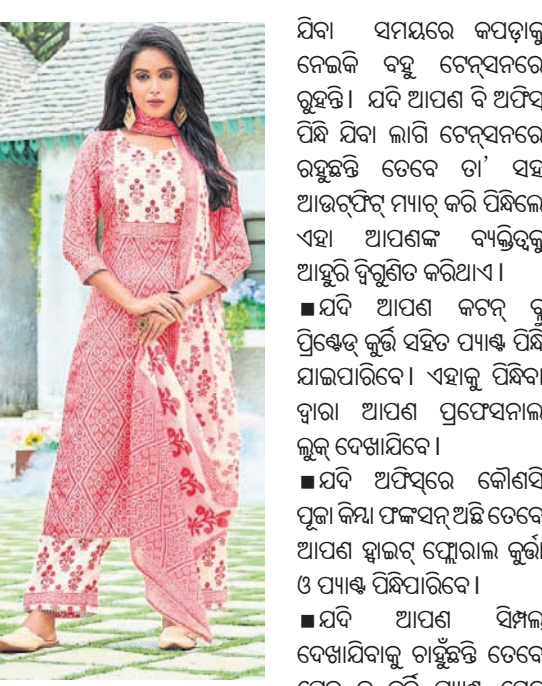 ଯିବା ସମୟରେ କପଡ଼ାକୁ
ନେଇକି ବହୁ ଟେନ୍‌ସନରେ
ରୁହନ୍ତି। ଯଦି ଆପଣ ବି ଅଫିସ
ପିନ୍ଧି ଯିବା ଲାଗି ଟେନ୍‌ସନରେ
ରହୁଛନ୍ତି ତେବେ ତା’ ସହ
ଆଉଟ୍‌ଫିଟ୍ ମ୍ୟାଚ୍ କରି ପିନ୍ଧିଲେ
ଏହା ଆପଣଙ୍କ ବ୍ୟକ୍ତିତ୍ୱକୁ
ଆହୁରି ଦ୍ୱିଗୁଣିତ କରିଥାଏ।
■ ଯଦି ଆପଣ କଟନ୍ ବ୍ଲୁ
ପ୍ରିଣ୍ଟେଡ୍ କୁର୍ତ୍ତି ସହିତ ପ୍ୟାଣ୍ଟ ପିନ୍ଧି
ଯାଇପାରିବେ। ଏହାକୁ ପିନ୍ଧିବା
ଦ୍ୱାରା ଆପଣ ପ୍ରଫେସନାଲ
ଲୁକ୍ ଦେଖାଯିବେ।
■ ଯଦି ଅଫିସ୍‌ରେ କୌଣସି
ପୂଜା କିମ୍ବା ଫଙ୍କସନ୍ ଅଛି ତେବେ
ଆପଣ ହ୍ୱାଇଟ୍ ଫ୍ଲୋରାଲ କୁର୍ତ୍ତା
ଓ ପ୍ୟାଣ୍ଟ ପିନ୍ଧିପାରିବେ।
■ ଯଦି ଆପଣ ସିମ୍ପଲ୍
ଦେଖାଯିବାକୁ ଚାହୁଁଛନ୍ତି ତେବେ